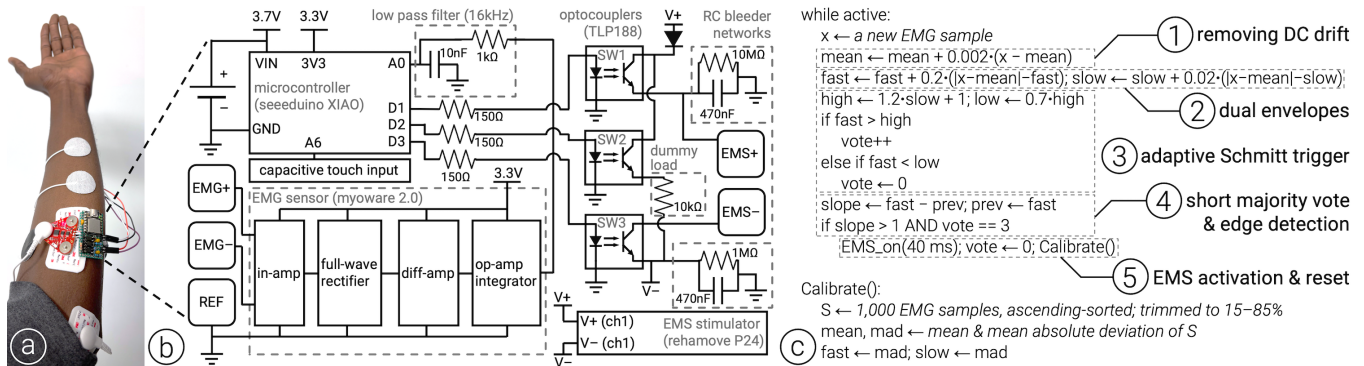 a
b
3.7V
3.3V
VIN
3V3
A0
microcontroller
(seeeduino XIAO)
D1
D2
D3
GND
A6
capacitive touch input
+
−
low pass filter (16kHz)
10nF
1kΩ
150Ω
150Ω
150Ω
optocouplers
(TLP188)
SW1
SW2
SW3
V+
RC bleeder
networks
10MΩ
470nF
EMS+
EMS−
dummy
load
10kΩ
1MΩ
470nF
V−
EMG+
EMG−
REF
EMG sensor (myoware 2.0)
3.3V
in-amp
full-wave
rectifier
diff-amp
op-amp
integrator
V+
V−
V+ (ch1)
V− (ch1)
EMS stimulator
(rehamove P24)
c
while active:
x ← a new EMG sample
mean ← mean + 0.002·(x − mean)
fast ← fast + 0.2·(|x−mean|−fast); slow ← slow + 0.02·(|x−mean|−slow)
high ← 1.2·slow + 1; low ← 0.7·high
if fast > high
vote++
else if fast < low
vote ← 0
slope ← fast − prev; prev ← fast
if slope > 1 AND vote == 3
EMS_on(40 ms); vote ← 0; Calibrate()
Calibrate():
S ← 1,000 EMG samples, ascending-sorted; trimmed to 15–85%
mean, mad ← mean & mean absolute deviation of S
fast ← mad; slow ← mad
1 removing DC drift
2 dual envelopes
3 adaptive Schmitt trigger
4 short majority vote
& edge detection
5 EMS activation & reset